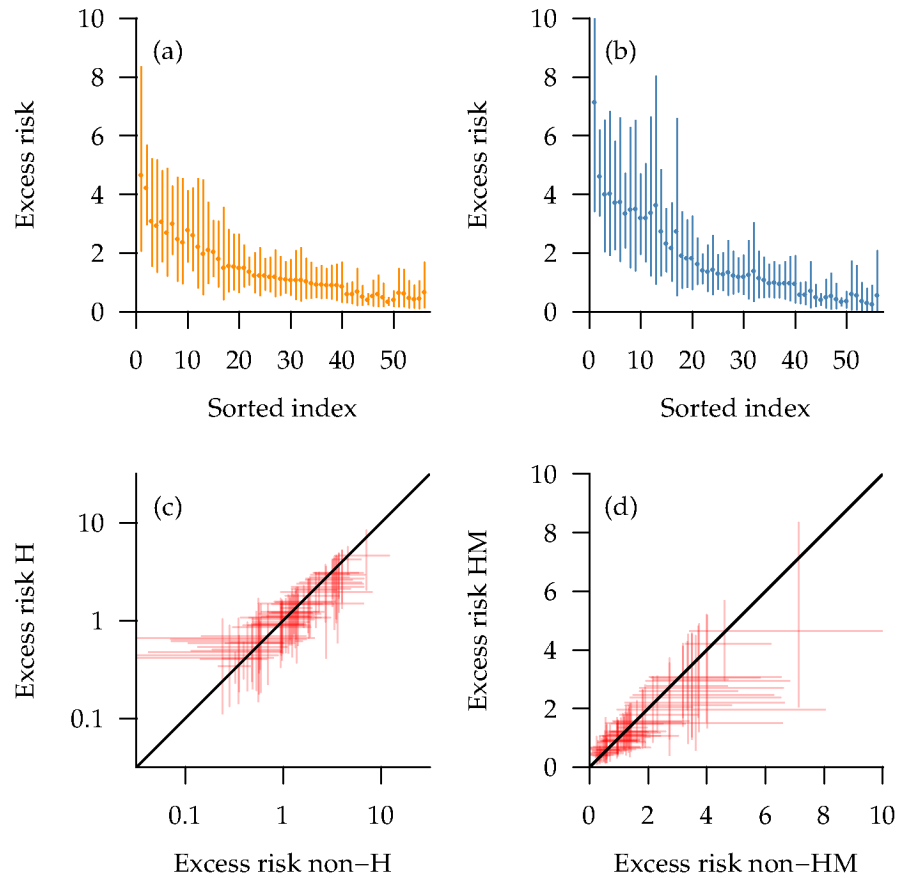 (a)
Excess risk
10
8
6
4
2
0
0 10 20 30 40 50
Sorted index
(b)
Excess risk
10
8
6
4
2
0
0 10 20 30 40 50
Sorted index
(c)
Excess risk H
10
1
0.1
0.1 1 10
Excess risk non−H
(d)
Excess risk HM
10
8
6
4
2
0
0 2 4 6 8 10
Excess risk non−HM